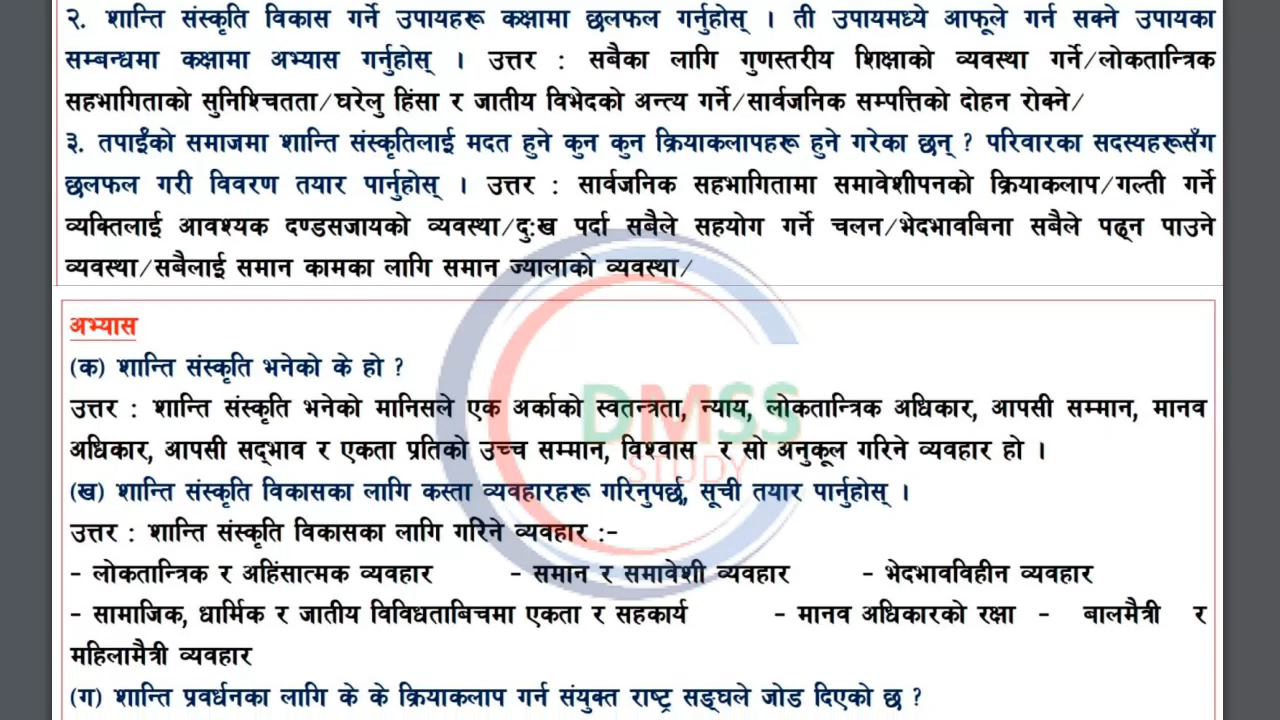 २. शान्ति संस्कृति विकास गर्ने उपायहरू कक्षामा छलफल गर्नुहोस् । ती उपायमध्ये आफूले गर्न सक्ने उपायका
सम्बन्धमा कक्षामा अभ्यास गर्नुहोस् । उत्तर : सबैका लागि गुणस्तरीय शिक्षाको व्यवस्था गर्ने/लोकतान्त्रिक
सहभागिताको सुनिश्चितता/घरेलु हिंसा र जातीय विभेदको अन्त्य गर्ने/सार्वजनिक सम्पत्तिको दोहन रोक्ने/
३. तपाईंको समाजमा शान्ति संस्कृतिलाई मदत हुने कुन कुन क्रियाकलापहरू हुने गरेका छन् ? परिवारका सदस्यहरूसँग
छलफल गरी विवरण तयार पार्नुहोस् । उत्तर : सार्वजनिक सहभागितामा समावेशीपनको क्रियाकलाप/गल्ती गर्ने
व्यक्तिलाई आवश्यक दण्डसजायको व्यवस्था/दु:ख पर्दा सबैले सहयोग गर्ने चलन/भेदभावबिना सबैले पढ्न पाउने
व्यवस्था/सबैलाई समान कामका लागि समान ज्यालाको व्यवस्था/
अभ्यास
(क) शान्ति संस्कृति भनेको के हो ?
उत्तर : शान्ति संस्कृति भनेको मानिसले एक अर्काको स्वतन्त्रता, न्याय, लोकतान्त्रिक अधिकार, आपसी सम्मान, मानव
अधिकार, आपसी सद्भाव र एकता प्रतिको उच्च सम्मान, विश्वास र सो अनुकूल गरिने व्यवहार हो ।
(ख) शान्ति संस्कृति विकासका लागि कस्ता व्यवहारहरू गरिनुपर्छ, सूची तयार पार्नुहोस् ।
उत्तर : शान्ति संस्कृति विकासका लागि गरिने व्यवहार :-
- लोकतान्त्रिक र अहिंसात्मक व्यवहार - समान र समावेशी व्यवहार - भेदभावविहीन व्यवहार
- सामाजिक, धार्मिक र जातीय विविधताबिचमा एकता र सहकार्य - मानव अधिकारको रक्षा - बालमैत्री र
महिलामैत्री व्यवहार
(ग) शान्ति प्रवर्धनका लागि के के क्रियाकलाप गर्न संयुक्त राष्ट्र सङ्घले जोड दिएको छ ?
DMSS
STUDY